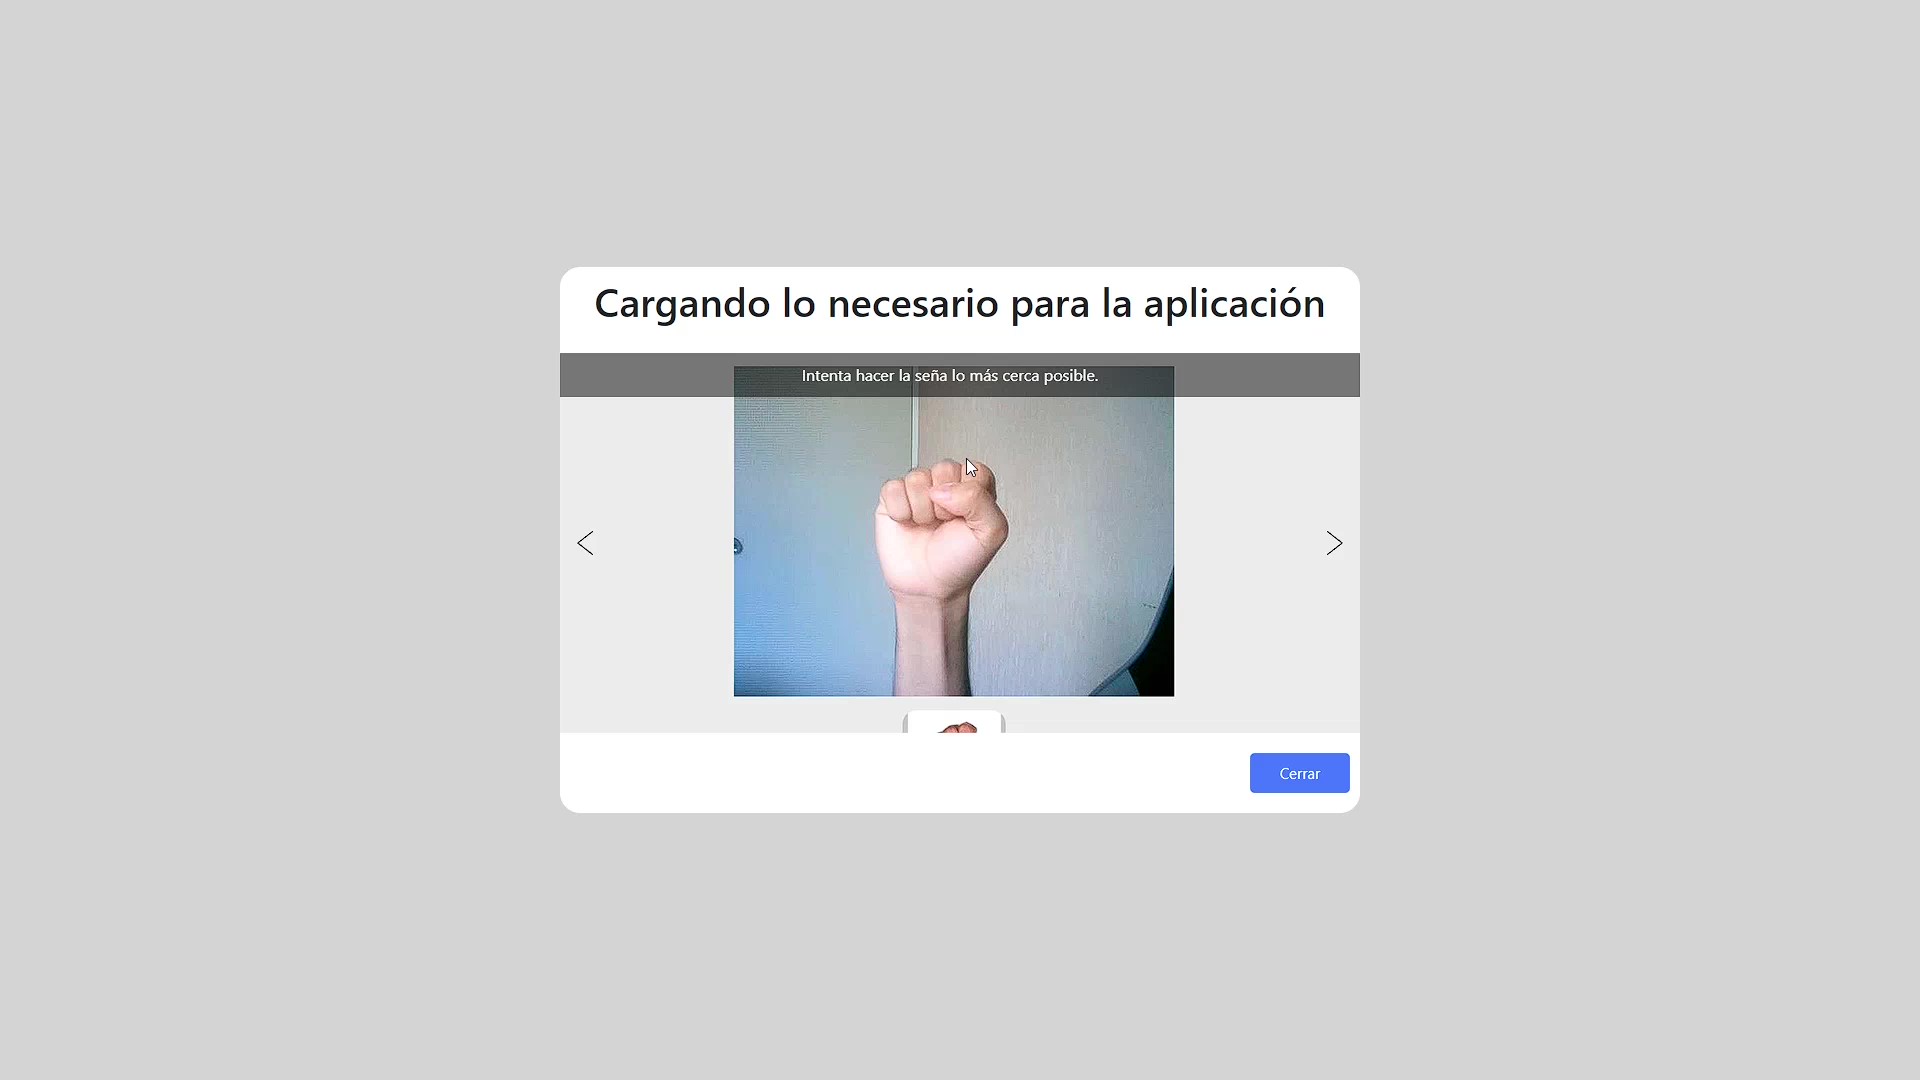 Cargando lo necesario para la aplicación
Intenta hacer la seña lo más cerca posible.
Cerrar